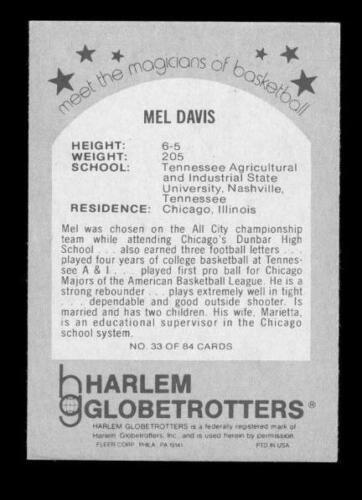 meet the magicians of basketball
MEL DAVIS
HEIGHT: 6-5
WEIGHT: 205
SCHOOL: Tennessee Agricultural
and Industrial State
University, Nashville,
Tennessee
RESIDENCE: Chicago, Illinois
Mel was chosen on the All City championship
team while attending Chicago's Dunbar High
School . . . also earned three football letters . . .
played four years of college basketball at Tennes-
see A & I . . . played first pro ball for Chicago
Majors of the American Basketball League. He is a
strong rebounder . . . plays extremely well in tight
. . . dependable and good outside shooter. Is
married and has two children. His wife, Marietta,
is an educational supervisor in the Chicago
school system.
NO. 33 OF 84 CARDS
hg HARLEM
GLOBETROTTERS®
HARLEM GLOBETROTTERS is a federally registered mark of
Harlem Globetrotters, Inc. and is used herein by permission.
FLEER CORP. PHILA. PA 19141 PTD IN USA